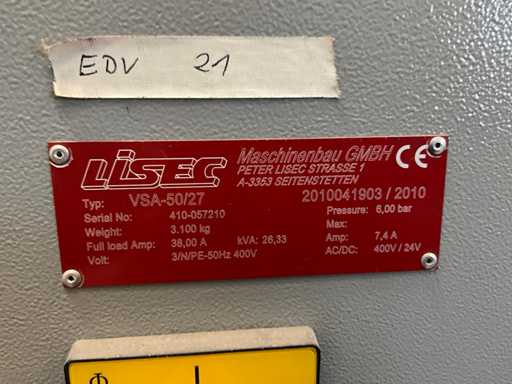 EDV 21
LISEC
Maschinenbau GMBH CE
PETER LISEC STRASSE 1
A-3353 SEITENSTETTEN
Typ: VSA-50/27 2010041903 / 2010
Serial No: 410-057210 Pressure: 6,00 bar
Weight: 3.100 kg Max:
Full load Amp: 38,00 A kVA: 26,33 Amp: 7,4 A
Volt: 3/N/PE-50Hz 400V AC/DC: 400V / 24V